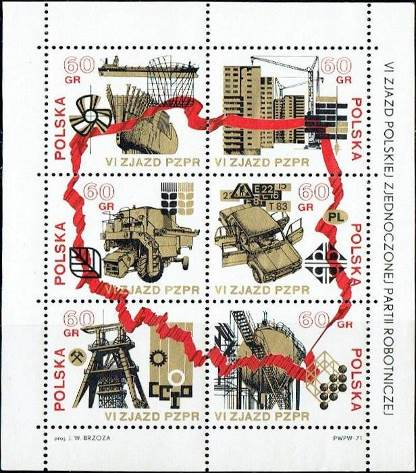 60 GR
POLSKA
VI ZJAZD PZPR
60 GR
POLSKA
VI ZJAZD PZPR
60 GR
POLSKA
VI ZJAZD PZPR
60 GR
POLSKA
E 22
T 83
PL
VI ZJAZD PZPR
60 GR
POLSKA
VI ZJAZD PZPR
60 GR
POLSKA
VI ZJAZD PZPR
VI ZJAZD POLSKIEJ ZJEDNOCZONEJ PARTII ROBOTNICZEJ
proj. J. W. BRZOZA
PWPW-71